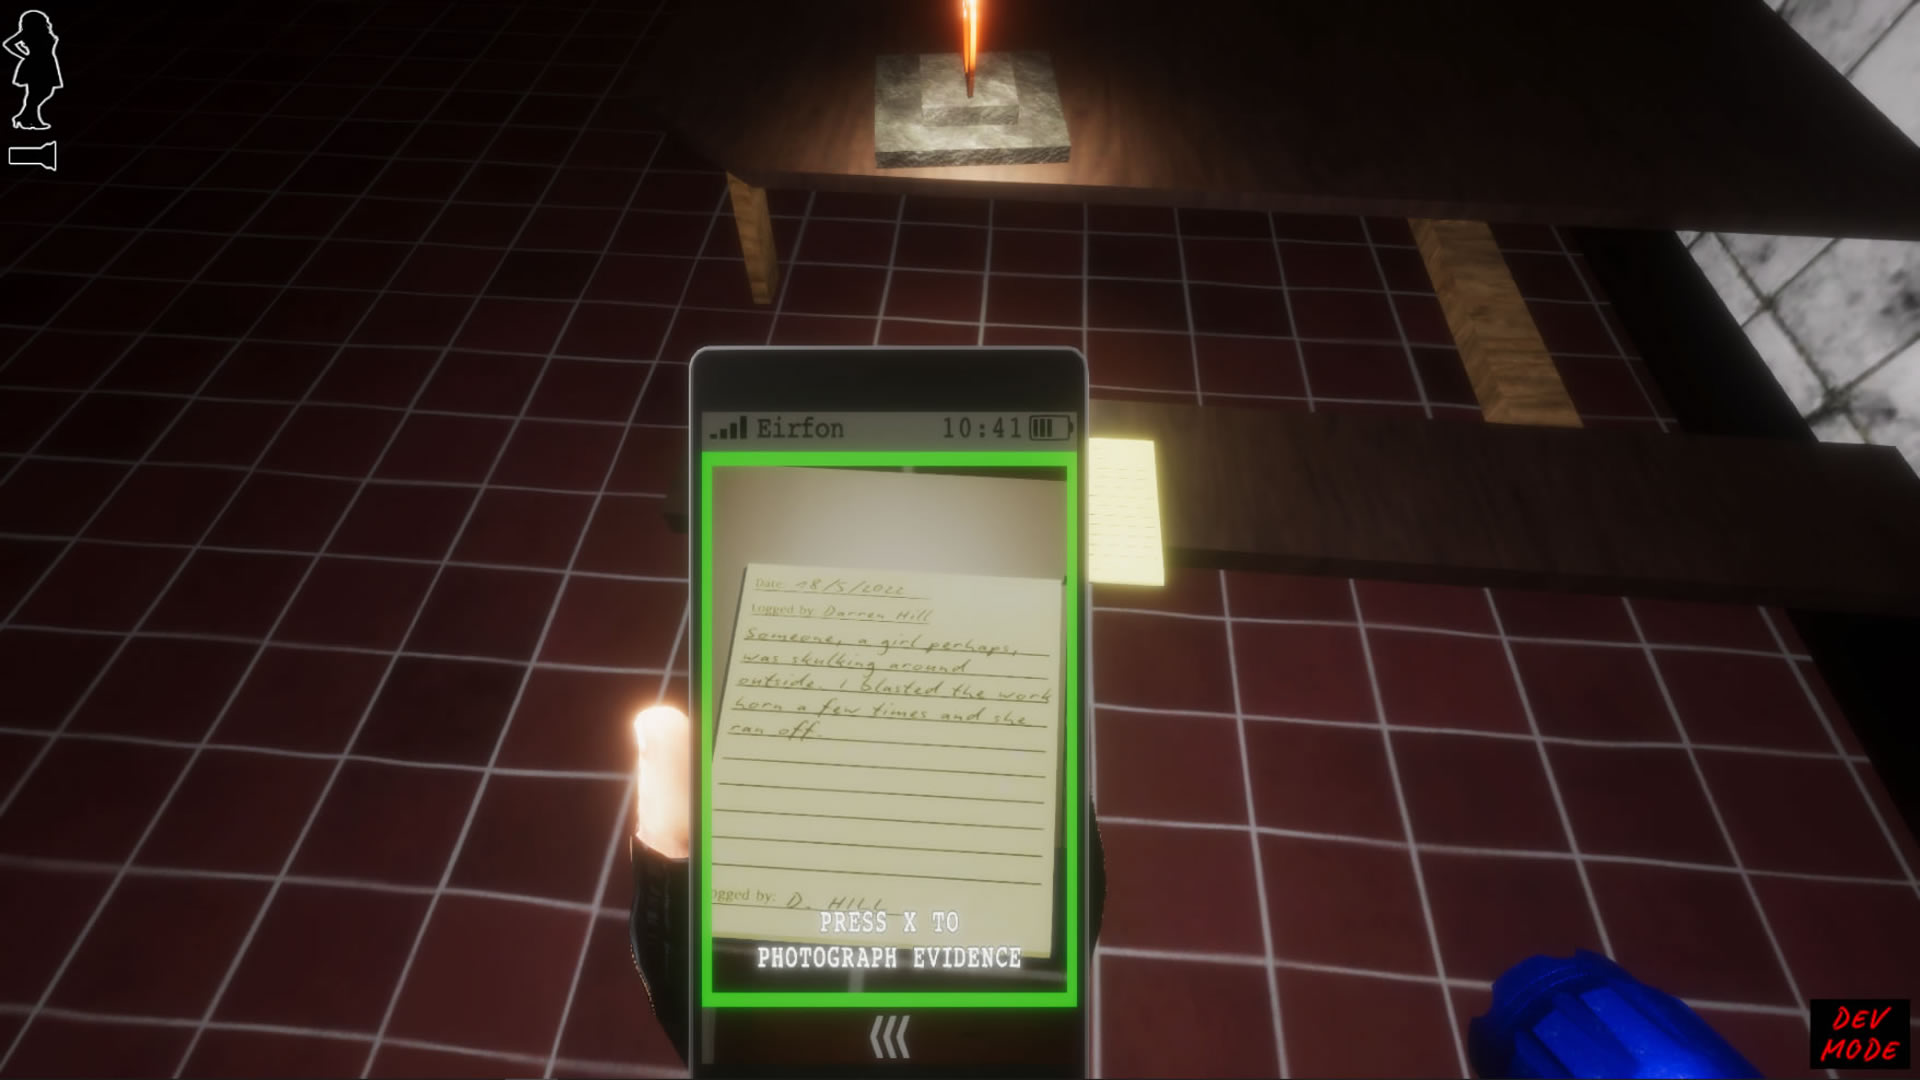 Eirfon 10:41
Date: 18/5/2022
Logged by: Darren Hill
Someone, a girl perhaps,
was skulking around
outside. I blasted the work
horn a few times and she
ran off.
ogged by: D. HILL
PRESS X TO
PHOTOGRAPH EVIDENCE
DEV
MODE